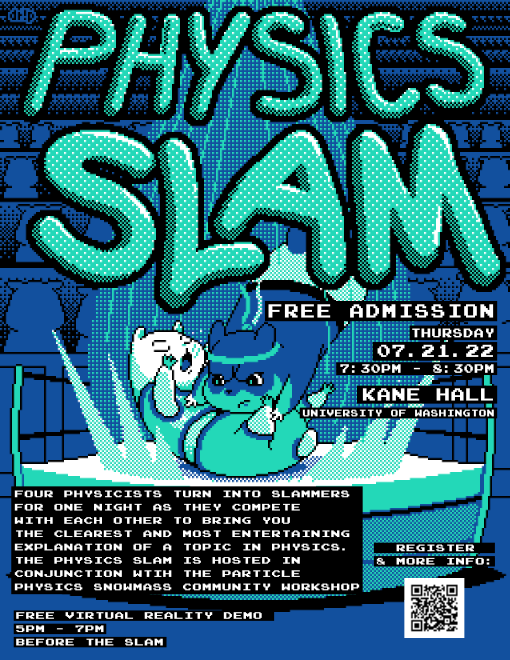 PHYSICS
SLAM
FREE ADMISSION
THURSDAY
07.21.22
7:30PM - 8:30PM
KANE HALL
UNIVERSITY OF WASHINGTON
FOUR PHYSICISTS TURN INTO SLAMMERS
FOR ONE NIGHT AS THEY COMPETE
WITH EACH OTHER TO BRING YOU
THE CLEAREST AND MOST ENTERTAINING
EXPLANATION OF A TOPIC IN PHYSICS.
THE PHYSICS SLAM IS HOSTED IN
CONJUNCTION WTIH THE PARTICLE
PHYSICS SNOWMASS COMMUNITY WORKSHOP
REGISTER
& MORE INFO:
FREE VIRTUAL REALITY DEMO
5PM - 7PM
BEFORE THE SLAM